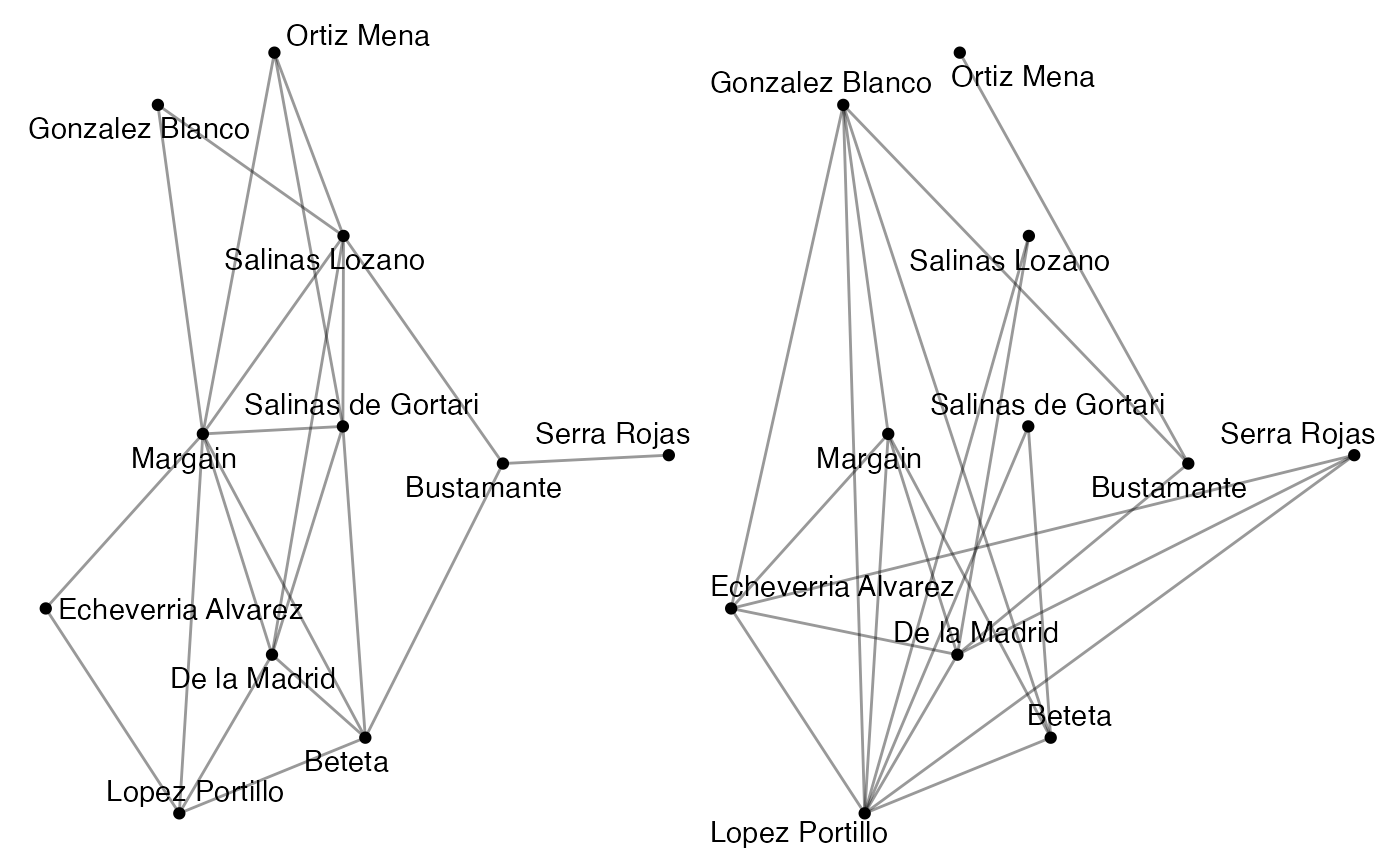 Ortiz Mena
Gonzalez Blanco
Salinas Lozano
Salinas de Gortari
Serra Rojas
Margain
Bustamante
Echeverria Alvarez
De la Madrid
Beteta
Lopez Portillo
Ortiz Mena
Gonzalez Blanco
Salinas Lozano
Salinas de Gortari
Serra Rojas
Margain
Bustamante
Echeverria Alvarez
De la Madrid
Beteta
Lopez Portillo